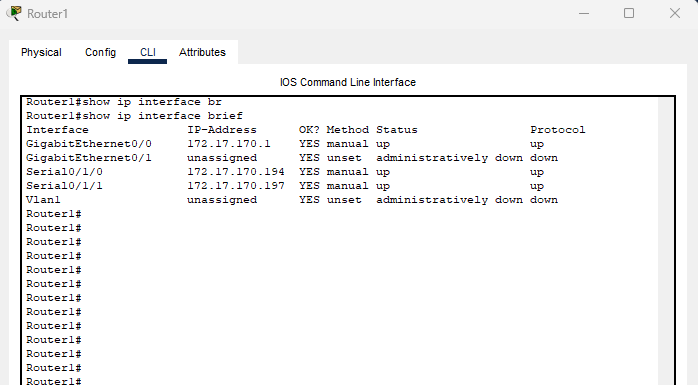 Router1
Physical Config CLI Attributes
IOS Command Line Interface
Router1#show ip interface br
Router1#show ip interface brief
Interface IP-Address OK? Method Status Protocol
GigabitEthernet0/0 172.17.170.1 YES manual up up
GigabitEthernet0/1 unassigned YES unset administratively down down
Serial0/1/0 172.17.170.194 YES manual up up
Serial0/1/1 172.17.170.197 YES manual up up
Vlan1 unassigned YES unset administratively down down
Router1#
Router1#
Router1#
Router1#
Router1#
Router1#
Router1#
Router1#
Router1#
Router1#
Router1#
Router1#
Router1#